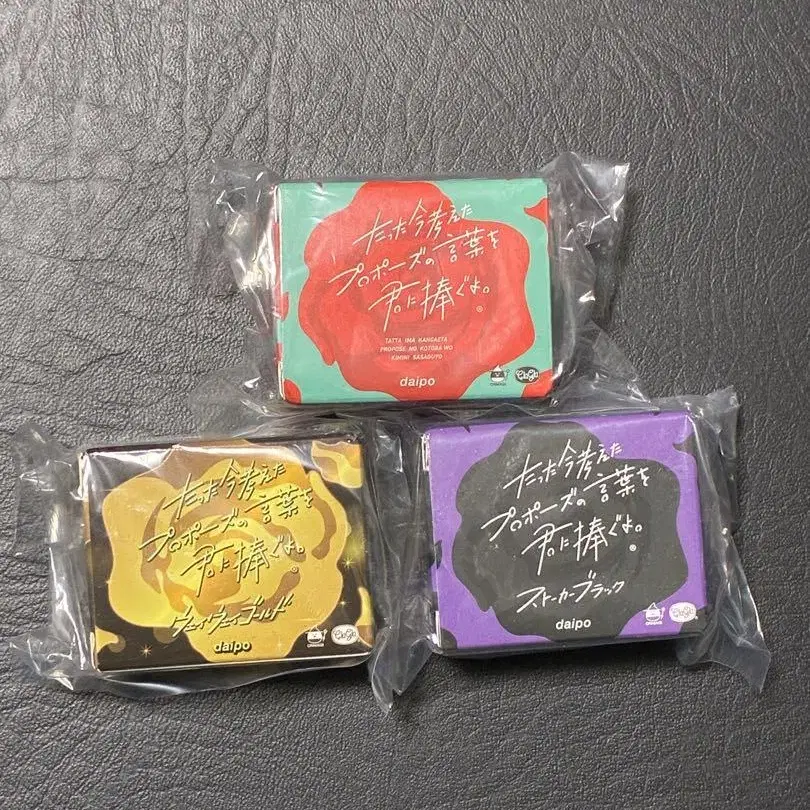 たった今考えた
プロポーズの言葉を
君に捧ぐよ。
®
TATTA IMA KANGAETA
PROPOSE NO KOTOBA WO
KIMINI SASAGUYO
daipo
ClaGla
たった今考えた
プロポーズの言葉を
君に捧ぐよ。
®
ウェイウェイゴールド
daipo
ClaGla
たった今考えた
プロポーズの言葉を
君に捧ぐよ。
®
ストーカーブラック
daipo
ClaGla